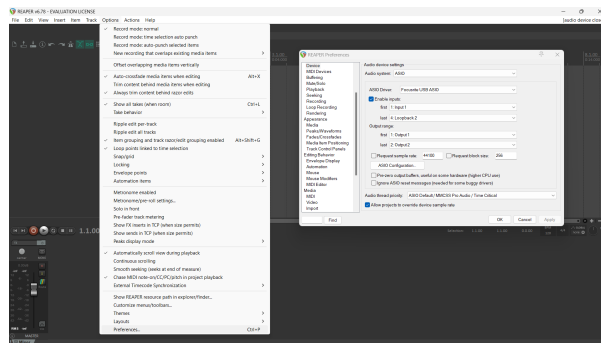 REAPER v6.78 - EVALUATION LICENSE
File Edit View Insert Item Track Options Actions Help
[audio device close
Record mode: normal
Record mode: time selection auto punch
Record mode: auto-punch selected items
New recording that overlaps existing media items
Offset overlapping media items vertically
Auto-crossfade media items when editing Alt+X
Trim content behind media items when editing
Always trim content behind razor edits
Show all takes (when room) Ctrl+L
Take behavior
Ripple edit per-track
Ripple edit all tracks
Item grouping and track razor/edit grouping enabled Alt+Shift+G
Loop points linked to time selection
Snap/grid
Locking
Envelope points
Automation items
Metronome enabled
Metronome/pre-roll settings...
Solo in front
Pre-fader track metering
Show FX inserts in TCP (when size permits)
Show sends in TCP (when size permits)
Peaks display mode
Automatically scroll view during playback
Continuous scrolling
Smooth seeking (seeks at end of measure)
Chase MIDI note-on/CC/PC/pitch in project playback
External Timecode Synchronization
Show REAPER resource path in explorer/finder...
Customize menus/toolbars...
Themes
Layouts
Preferences... Ctrl+P
REAPER Preferences
Device
MIDI Devices
Buffering
Mute/Solo
Playback
Seeking
Recording
Loop Recording
Rendering
Appearance
Media
Peaks/Waveforms
Fades/Crossfades
Media Item Positioning
Track Control Panels
Editing Behavior
Envelope Display
Automation
Mouse
Mouse Modifiers
MIDI Editor
Media
MIDI
Video
Import
Find
Audio device settings
Audio system: ASIO
ASIO Driver: Focusrite USB ASIO
Enable inputs:
first 1: Input 1
last 4: Loopback 2
Output range:
first 1: Output 1
last 2: Output 2
Request sample rate: 44100 Request block size: 256
ASIO Configuration...
Pre-zero output buffers, useful on some hardware (higher CPU use)
Ignore ASIO reset messages (needed for some buggy drivers)
Audio thread priority: ASIO Default / MMCSS Pro Audio / Time Critical
Allow projects to override device sample rate
OK Cancel Apply
1.1.00
MASTER